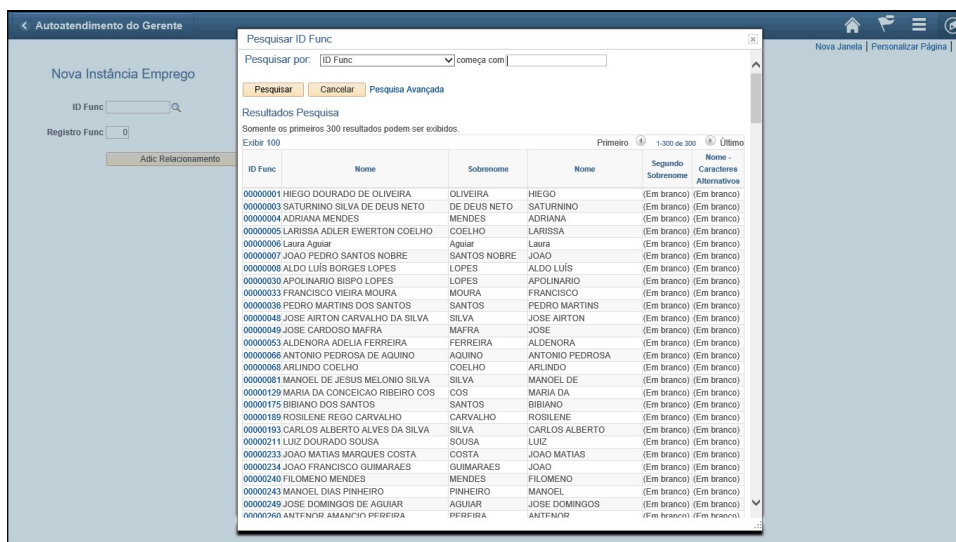 Autoatendimento do Gerente
Nova Janela | Personalizar Página |
Nova Instância Emprego
ID Func
Registro Func 0
Adic Relacionamento
Pesquisar ID Func
Pesquisar por: ID Func começa com
Pesquisar Cancelar Pesquisa Avançada
Resultados Pesquisa
Somente os primeiros 300 resultados podem ser exibidos.
Exibir 100 Primeiro 1-300 de 300 Último
ID Func Nome Sobrenome Nome Segundo Sobrenome Nome - Caracteres Alternativos
00000001 HIEGO DOURADO DE OLIVEIRA OLIVEIRA HIEGO (Em branco) (Em branco)
00000003 SATURNINO SILVA DE DEUS NETO DE DEUS NETO SATURNINO (Em branco) (Em branco)
00000004 ADRIANA MENDES MENDES ADRIANA (Em branco) (Em branco)
00000005 LARISSA ADLER EWERTON COELHO COELHO LARISSA (Em branco) (Em branco)
00000006 Laura Aguiar Aguiar Laura (Em branco) (Em branco)
00000007 JOAO PEDRO SANTOS NOBRE SANTOS NOBRE JOAO (Em branco) (Em branco)
00000008 ALDO LUÍS BORGES LOPES LOPES ALDO LUÍS (Em branco) (Em branco)
00000030 APOLINARIO BISPO LOPES LOPES APOLINARIO (Em branco) (Em branco)
00000033 FRANCISCO VIEIRA MOURA MOURA FRANCISCO (Em branco) (Em branco)
00000036 PEDRO MARTINS DOS SANTOS SANTOS PEDRO MARTINS (Em branco) (Em branco)
00000048 JOSE AIRTON CARVALHO DA SILVA SILVA JOSE AIRTON (Em branco) (Em branco)
00000049 JOSE CARDOSO MAFRA MAFRA JOSE (Em branco) (Em branco)
00000053 ALDENORA ADELIA FERREIRA FERREIRA ALDENORA (Em branco) (Em branco)
00000066 ANTONIO PEDROSA DE AQUINO AQUINO ANTONIO PEDROSA (Em branco) (Em branco)
00000068 ARLINDO COELHO COELHO ARLINDO (Em branco) (Em branco)
00000081 MANOEL DE JESUS MELONIO SILVA SILVA MANOEL DE (Em branco) (Em branco)
00000129 MARIA DA CONCEICAO RIBEIRO COS COS MARIA DA (Em branco) (Em branco)
00000175 BIBIANO DOS SANTOS SANTOS BIBIANO (Em branco) (Em branco)
00000189 ROSILENE REGO CARVALHO CARVALHO ROSILENE (Em branco) (Em branco)
00000193 CARLOS ALBERTO ALVES DA SILVA SILVA CARLOS ALBERTO (Em branco) (Em branco)
00000211 LUIZ DOURADO SOUSA SOUSA LUIZ (Em branco) (Em branco)
00000233 JOAO MATIAS MARQUES COSTA COSTA JOAO MATIAS (Em branco) (Em branco)
00000234 JOAO FRANCISCO GUIMARAES GUIMARAES JOAO (Em branco) (Em branco)
00000240 FILOMENO MENDES MENDES FILOMENO (Em branco) (Em branco)
00000243 MANOEL DIAS PINHEIRO PINHEIRO MANOEL (Em branco) (Em branco)
00000249 JOSE DOMINGOS DE AGUIAR AGUIAR JOSE DOMINGOS (Em branco) (Em branco)
00000260 ANTENOR AMANCIO PEREIRA PEREIRA ANTENOR (Em branco) (Em branco)